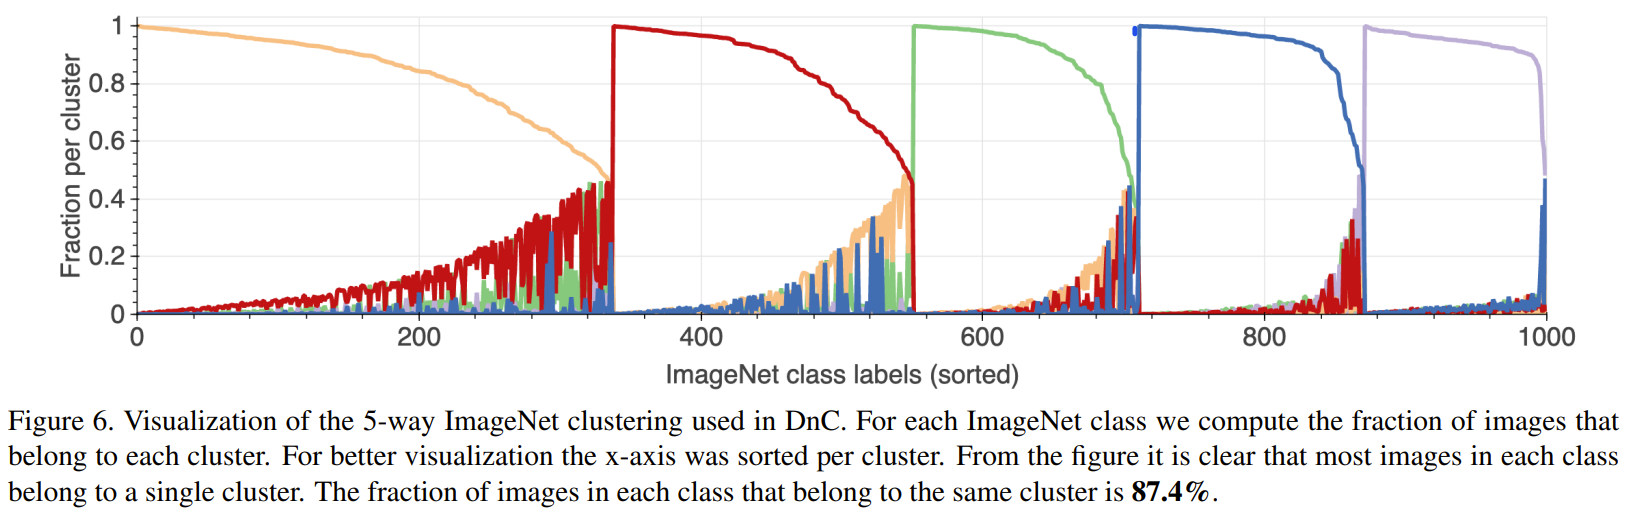 1
0.8
0.6
0.4
0.2
0
Fraction per cluster
0 200 400 600 800 1000
ImageNet class labels (sorted)
Figure 6. Visualization of the 5-way ImageNet clustering used in DnC. For each ImageNet class we compute the fraction of images that
belong to each cluster. For better visualization the x-axis was sorted per cluster. From the figure it is clear that most images in each class
belong to a single cluster. The fraction of images in each class that belong to the same cluster is 87.4%.